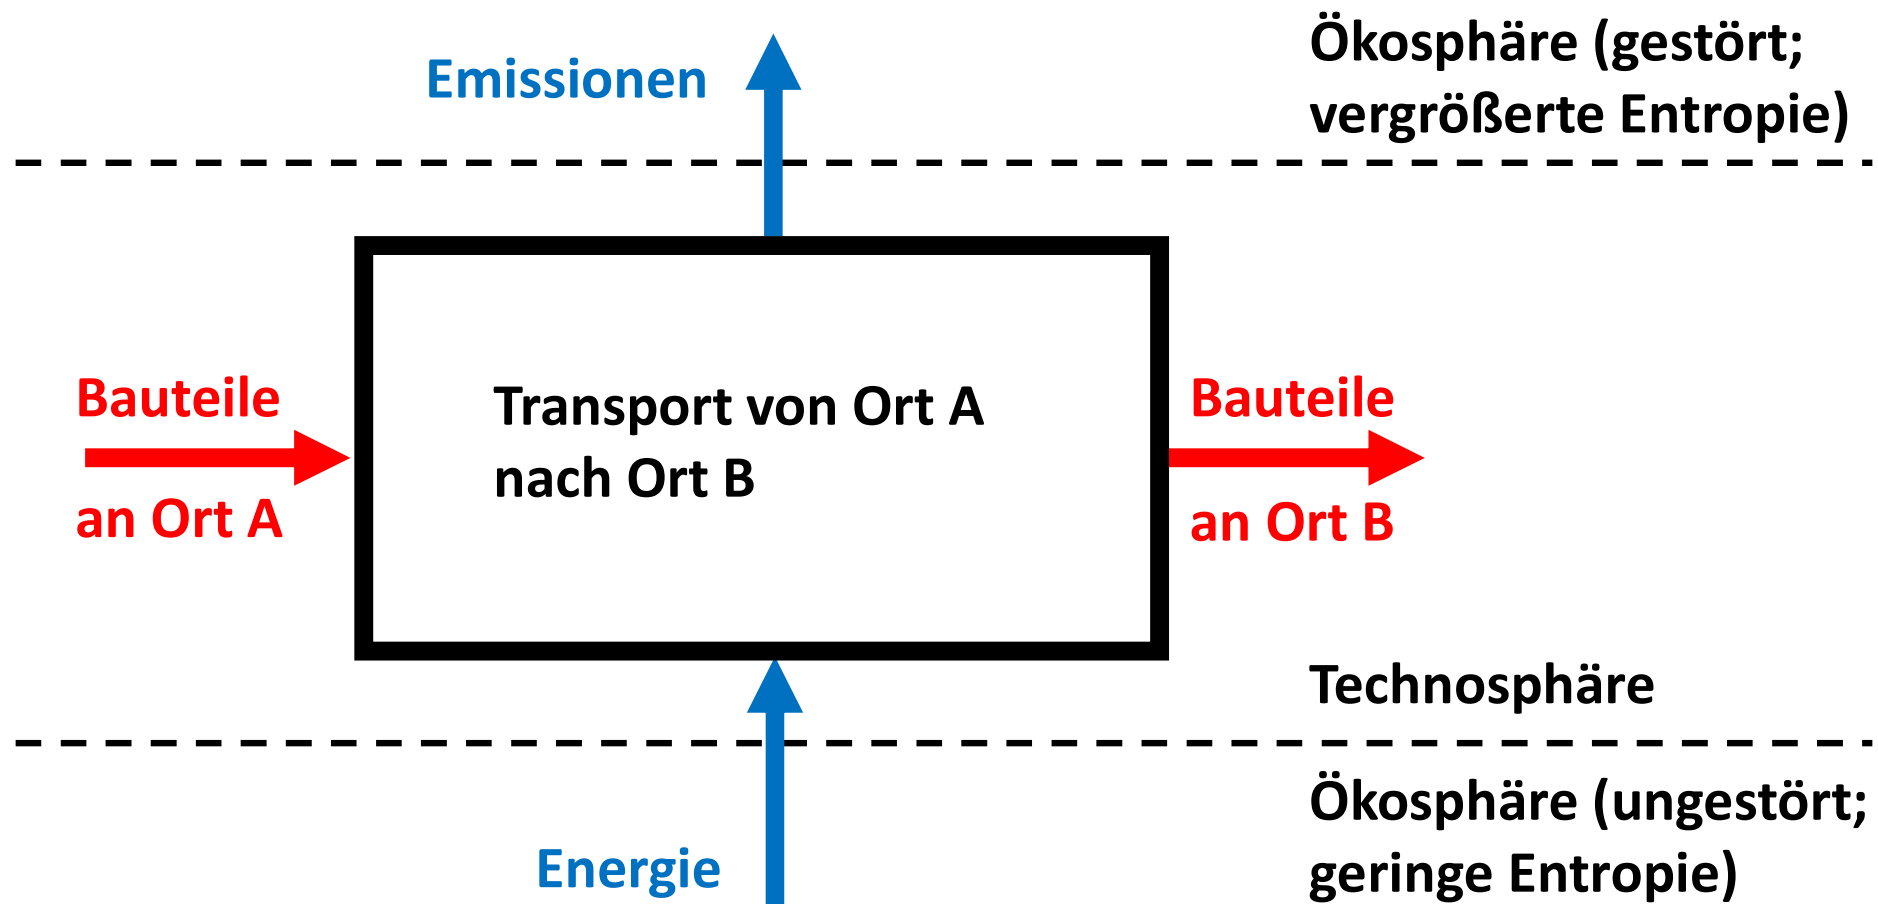 Emissionen
Ökosphäre (gestört;
vergrößerte Entropie)
Bauteile
an Ort A
Transport von Ort A
nach Ort B
Bauteile
an Ort B
Technosphäre
Energie
Ökosphäre (ungestört;
geringe Entropie)